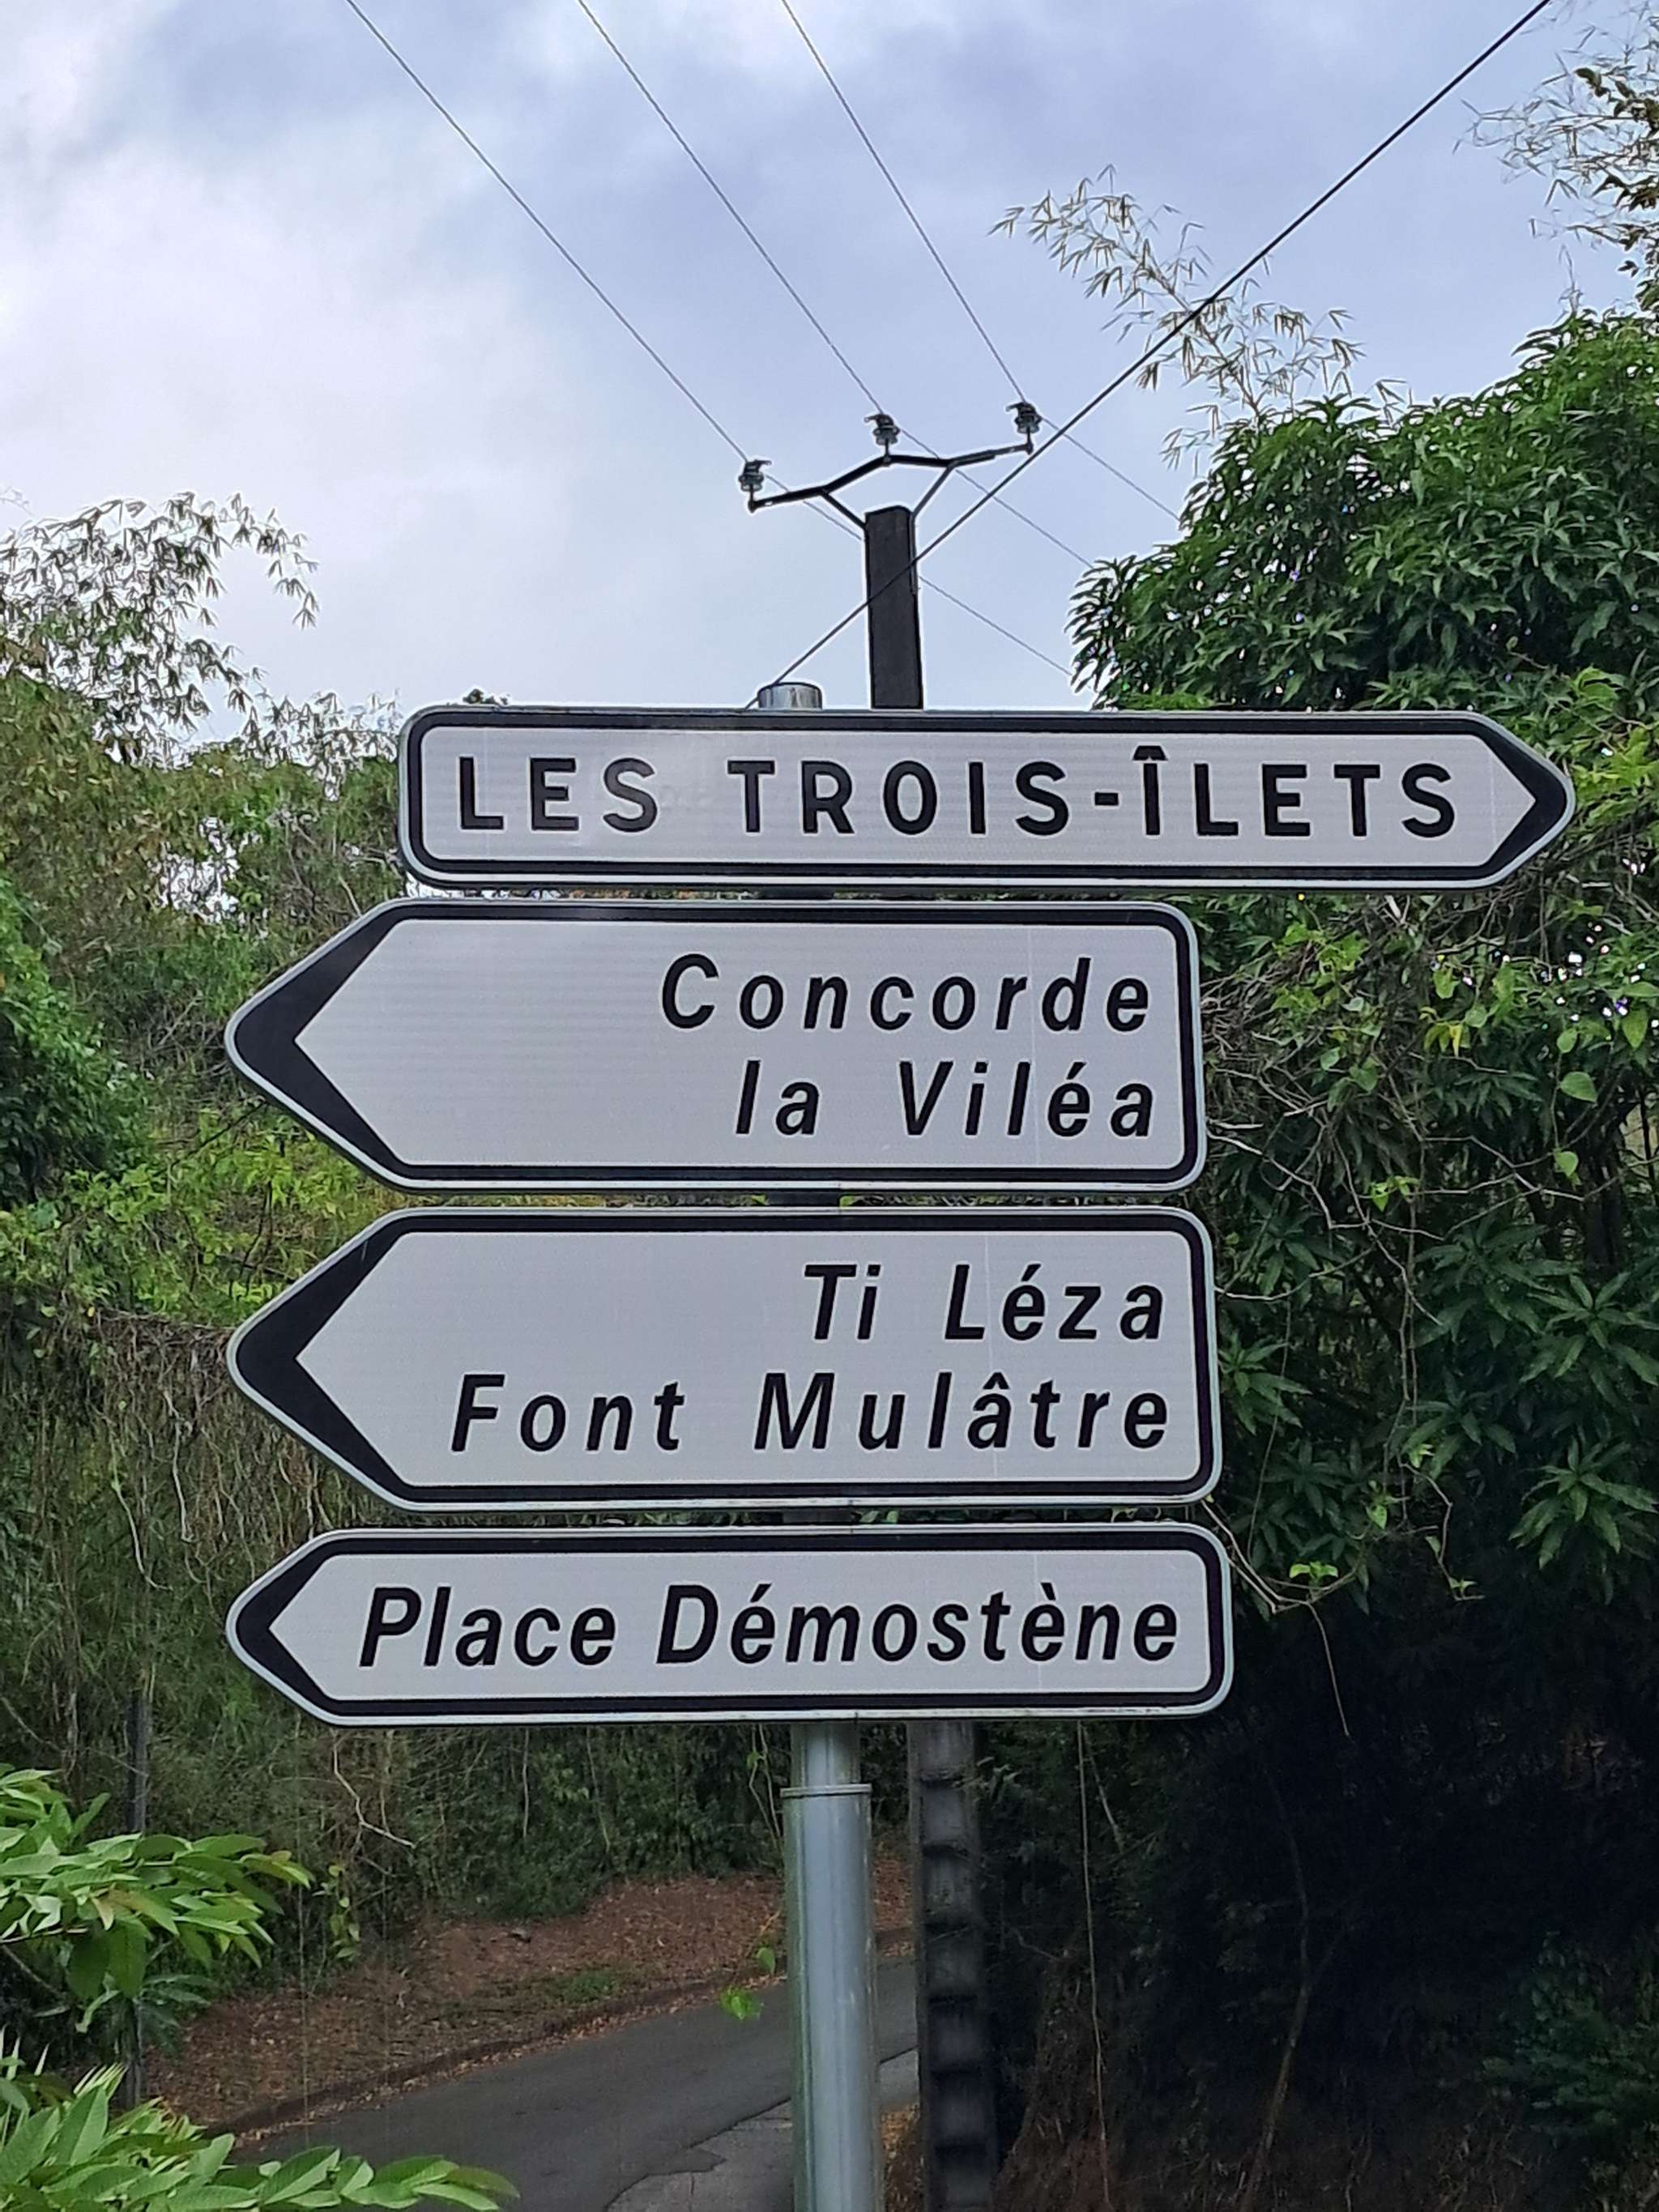 LES TROIS-ÎLETS
Concorde
la Viléa
Ti Léza
Font Mulâtre
Place Démostène